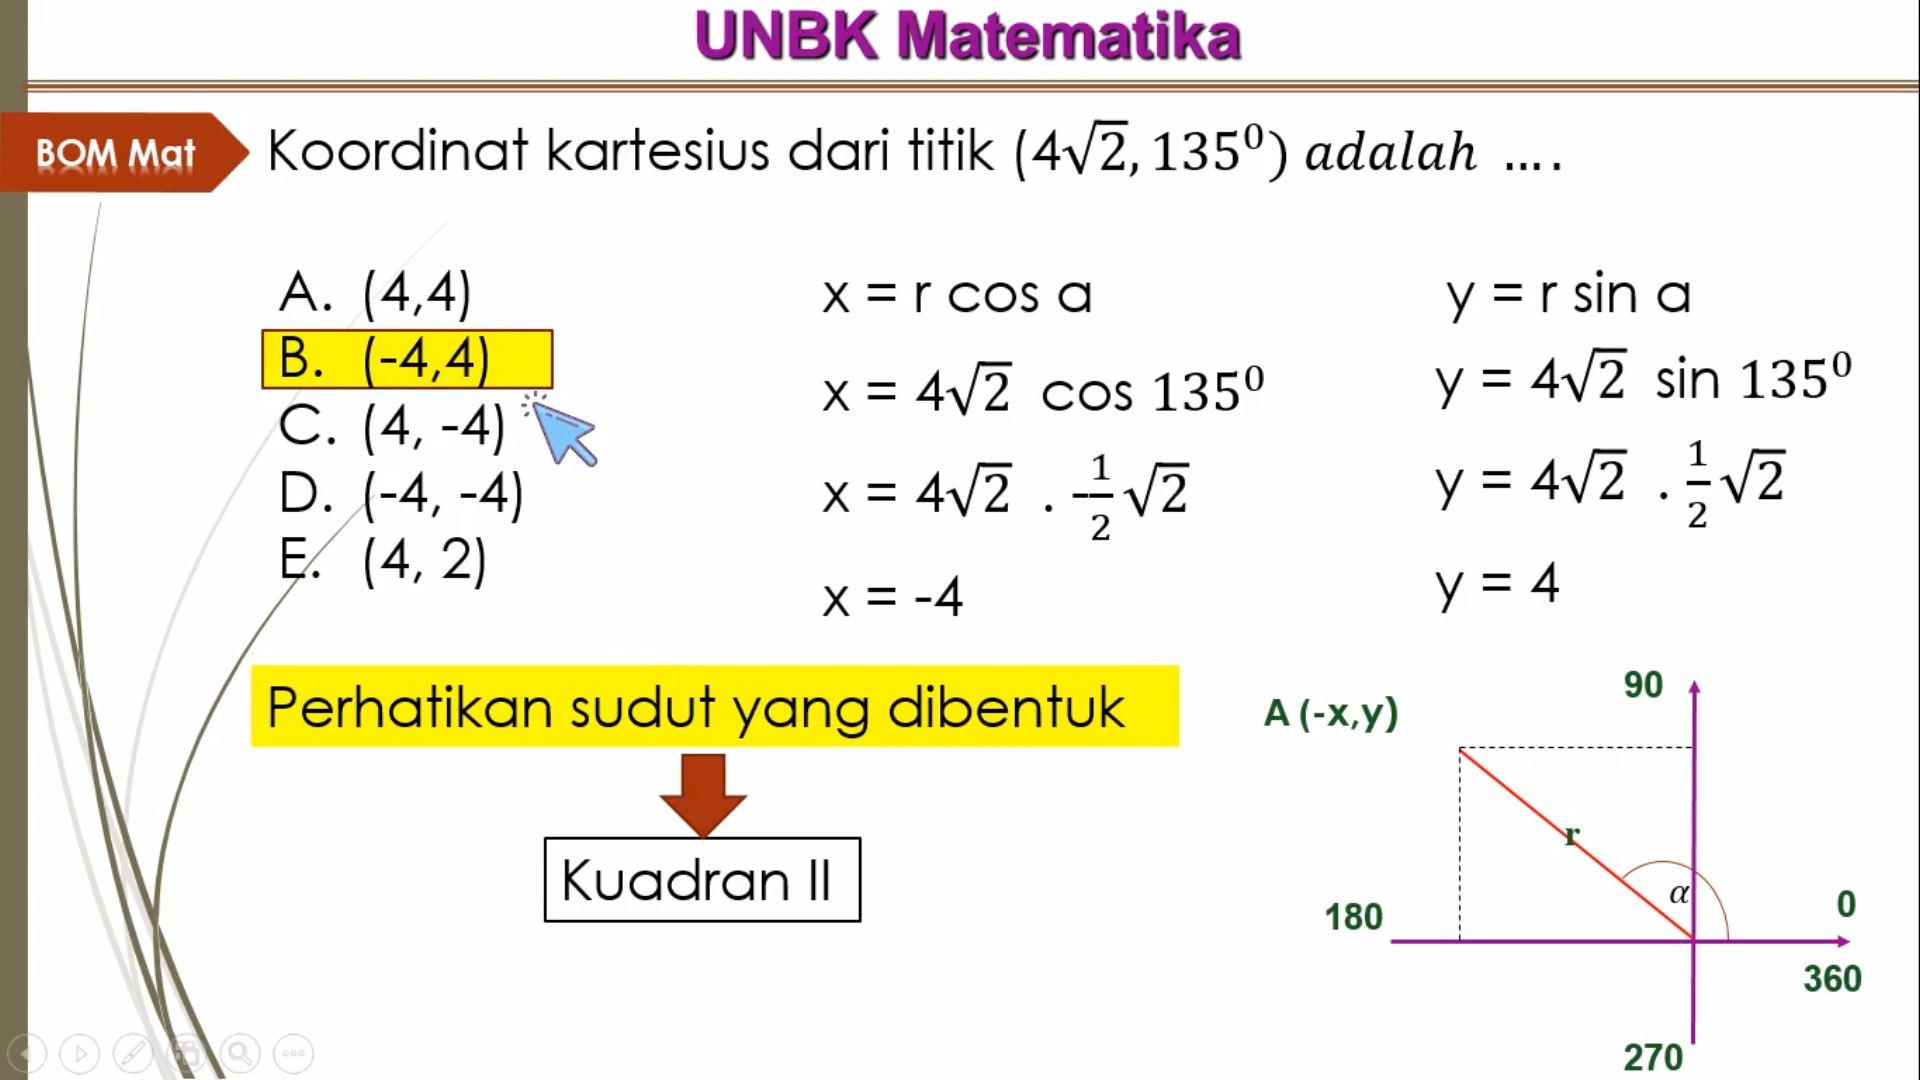 UNBK Matematika
BOM Mat
Koordinat kartesius dari titik (4√2, 135⁰) adalah ….
A. (4,4)
B. (-4,4)
C. (4, -4)
D. (-4, -4)
E. (4, 2)
x = r cos a
x = 4√2 cos 135⁰
x = 4√2 . -1/2 √2
x = -4
y = r sin a
y = 4√2 sin 135⁰
y = 4√2 . 1/2 √2
y = 4
Perhatikan sudut yang dibentuk
Kuadran II
A (-x,y)
90
r
α
180
0
360
270